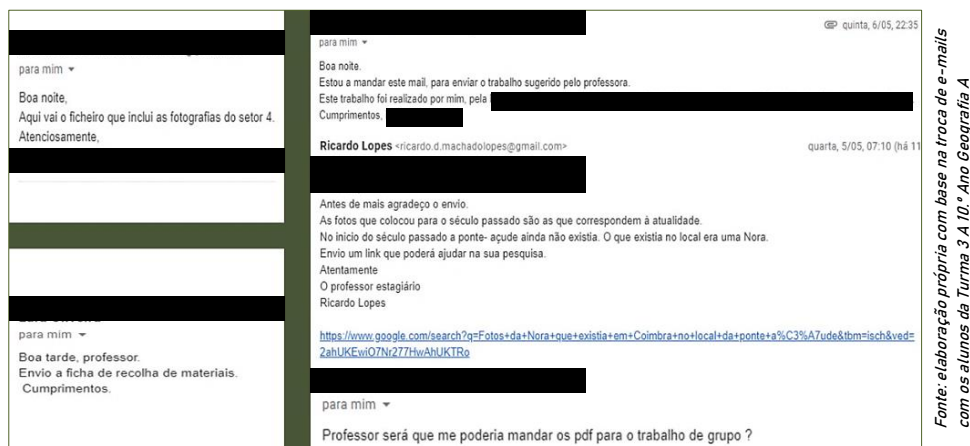 para mim
Boa noite,
Aqui vai o ficheiro que inclui as fotografias do setor 4.
Atenciosamente,
para mim
Boa tarde, professor.
Envio a ficha de recolha de materiais.
Cumprimentos.
quinta, 6/05, 22:35
para mim
Boa noite.
Estou a mandar este mail, para enviar o trabalho sugerido pelo professora.
Este trabalho foi realizado por mim, pela
Cumprimentos,
Ricardo Lopes <ricardo.d.machadolopes@gmail.com> quarta, 5/05, 07:10 (há 11
Antes de mais agradeço o envio.
As fotos que colocou para o século passado são as que correspondem á atualidade.
No inicio do século passado a ponte- açude ainda não existia. O que existia no local era uma Nora.
Envio um link que poderá ajudar na sua pesquisa.
Atentamente
O professor estagiário
Ricardo Lopes
https://www.google.com/search?q=Fotos+da+Nora+que+existia+em+Coimbra+no+local+da+ponte+a%C3%A7ude&tbm=isch&ved=
2ahUKEwiO7Nr277HwAhUKTRo
para mim
Professor será que me poderia mandar os pdf para o trabalho de grupo ?
Fonte: elaboração própria com base na troca de e-mails
com os alunos da Turma 3 A 10.º Ano Geografia A